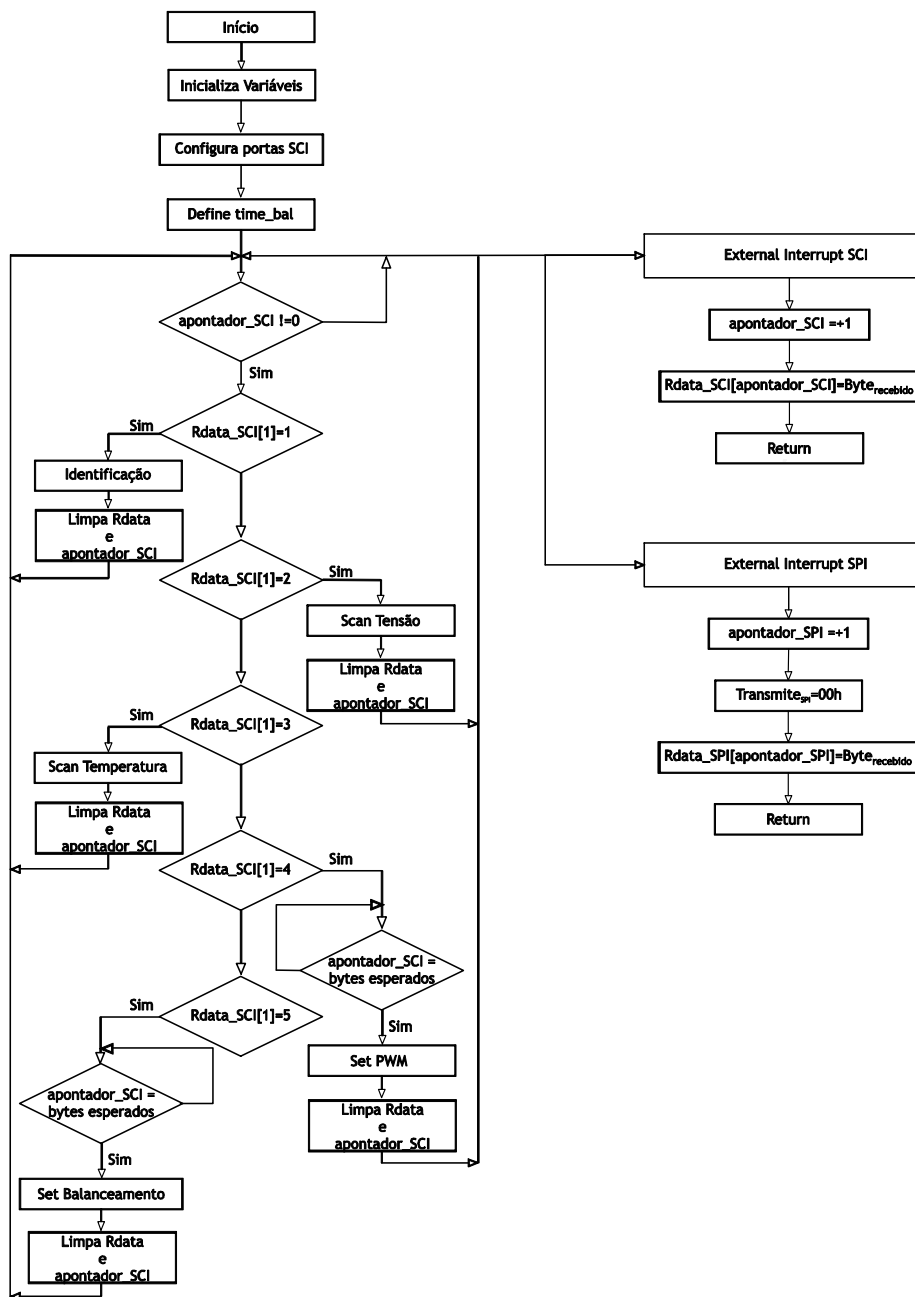 Início
Inicializa Variáveis
Configura portas SCI
Define time_bal
apontador_SCI !=0
Sim
Rdata_SCI[1]=1
Sim
Identificação
Limpa Rdata
e
apontador_SCI
Rdata_SCI[1]=2
Sim
Scan Tensão
Limpa Rdata
e
apontador_SCI
Rdata_SCI[1]=3
Sim
Scan Temperatura
Limpa Rdata
e
apontador_SCI
Rdata_SCI[1]=4
Sim
apontador_SCI =
bytes esperados
Sim
Set PWM
Limpa Rdata
e
apontador_SCI
Rdata_SCI[1]=5
Sim
apontador_SCI =
bytes esperados
Sim
Set Balanceamento
Limpa Rdata
e
apontador_SCI
External Interrupt SCI
apontador_SCI =+1
Rdata_SCI[apontador_SCI]=Byterecebido
Return
External Interrupt SPI
apontador_SPI =+1
TransmiteSPI=00h
Rdata_SPI[apontador_SPI]=Byterecebido
Return